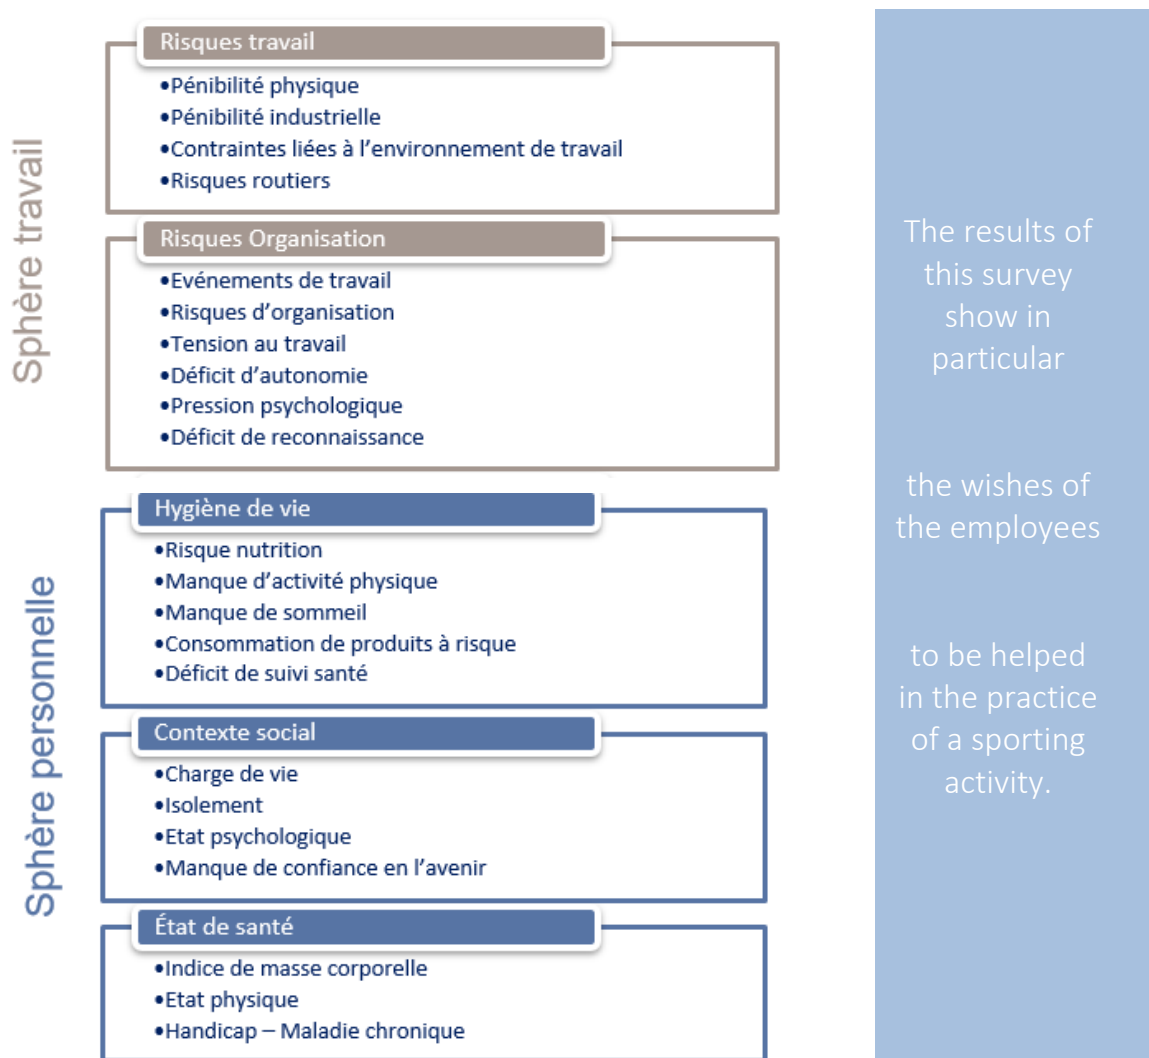 Sphère travail
Risques travail
•Pénibilité physique
•Pénibilité industrielle
•Contraintes liées à l’environnement de travail
•Risques routiers
Risques Organisation
•Evénements de travail
•Risques d’organisation
•Tension au travail
•Déficit d’autonomie
•Pression psychologique
•Déficit de reconnaissance
Sphère personnelle
Hygiène de vie
•Risque nutrition
•Manque d’activité physique
•Manque de sommeil
•Consommation de produits à risque
•Déficit de suivi santé
Contexte social
•Charge de vie
•Isolement
•Etat psychologique
•Manque de confiance en l’avenir
État de santé
•Indice de masse corporelle
•Etat physique
•Handicap – Maladie chronique
The results of
this survey
show in
particular
the wishes of
the employees
to be helped
in the practice
of a sporting
activity.